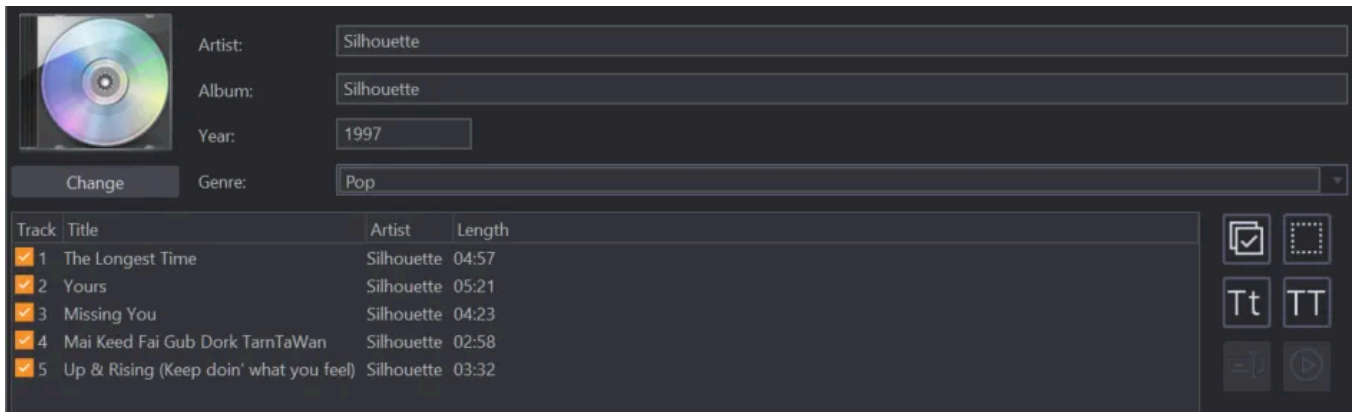 Artist: Silhouette
Album: Silhouette
Year: 1997
Change Genre: Pop
Track Title Artist Length
1 The Longest Time Silhouette 04:57
2 Yours Silhouette 05:21
3 Missing You Silhouette 04:23
4 Mai Keed Fai Gub Dork TarnTaWan Silhouette 02:58
5 Up & Rising (Keep doin' what you feel) Silhouette 03:32
Tt TT